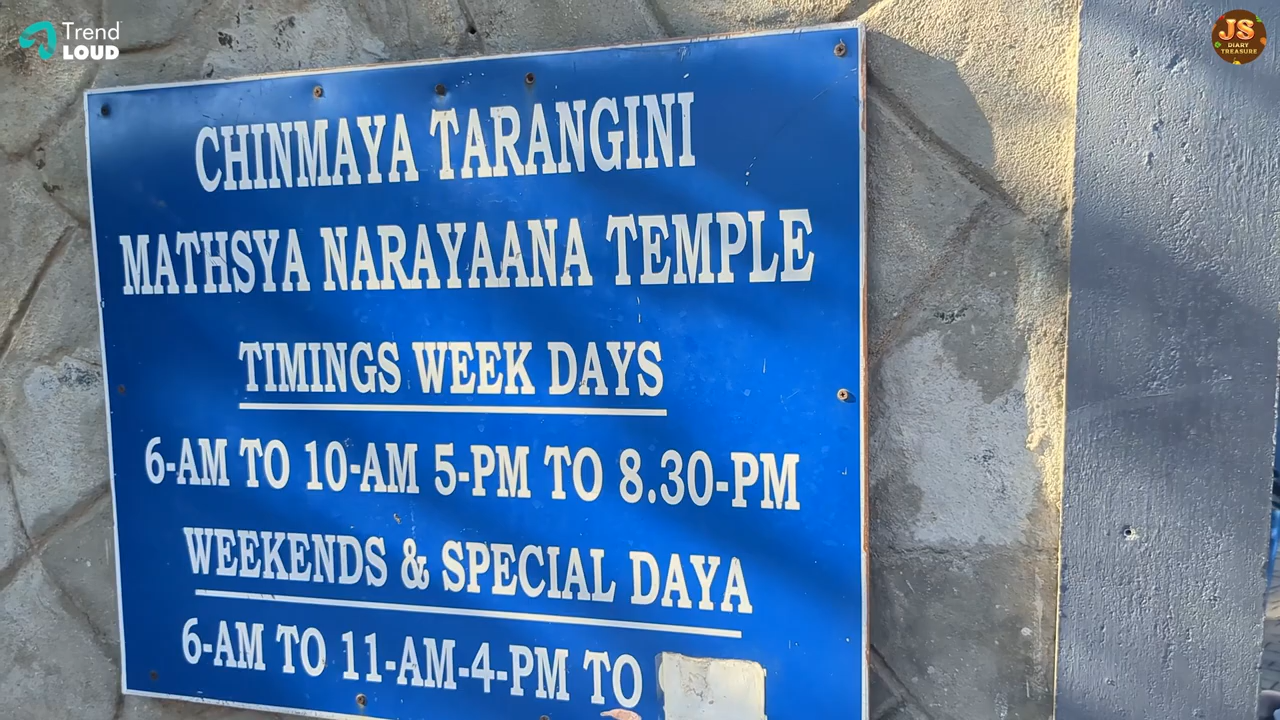 Trend
LOUD
JS
DIARY
TREASURE
CHINMAYA TARANGINI
MATHSYA NARAYAANA TEMPLE
TIMINGS WEEK DAYS
6-AM TO 10-AM 5-PM TO 8.30-PM
WEEKENDS & SPECIAL DAYA
6-AM TO 11-AM-4-PM TO